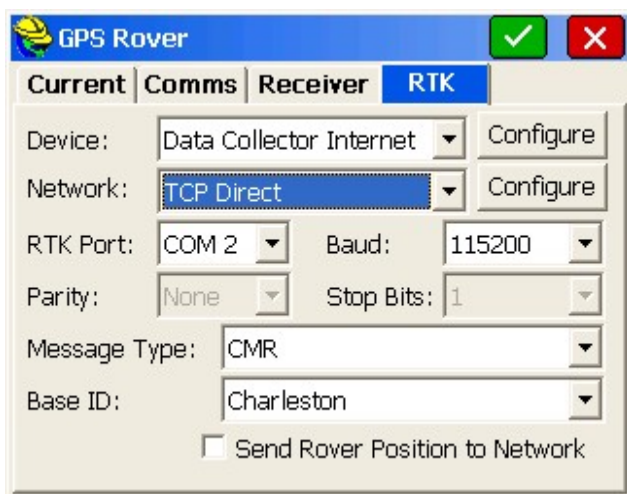 GPS Rover
Current Comms Receiver RTK
Device: Data Collector Internet Configure
Network: TCP Direct Configure
RTK Port: COM 2 Baud: 115200
Parity: None Stop Bits: 1
Message Type: CMR
Base ID: Charleston
Send Rover Position to Network